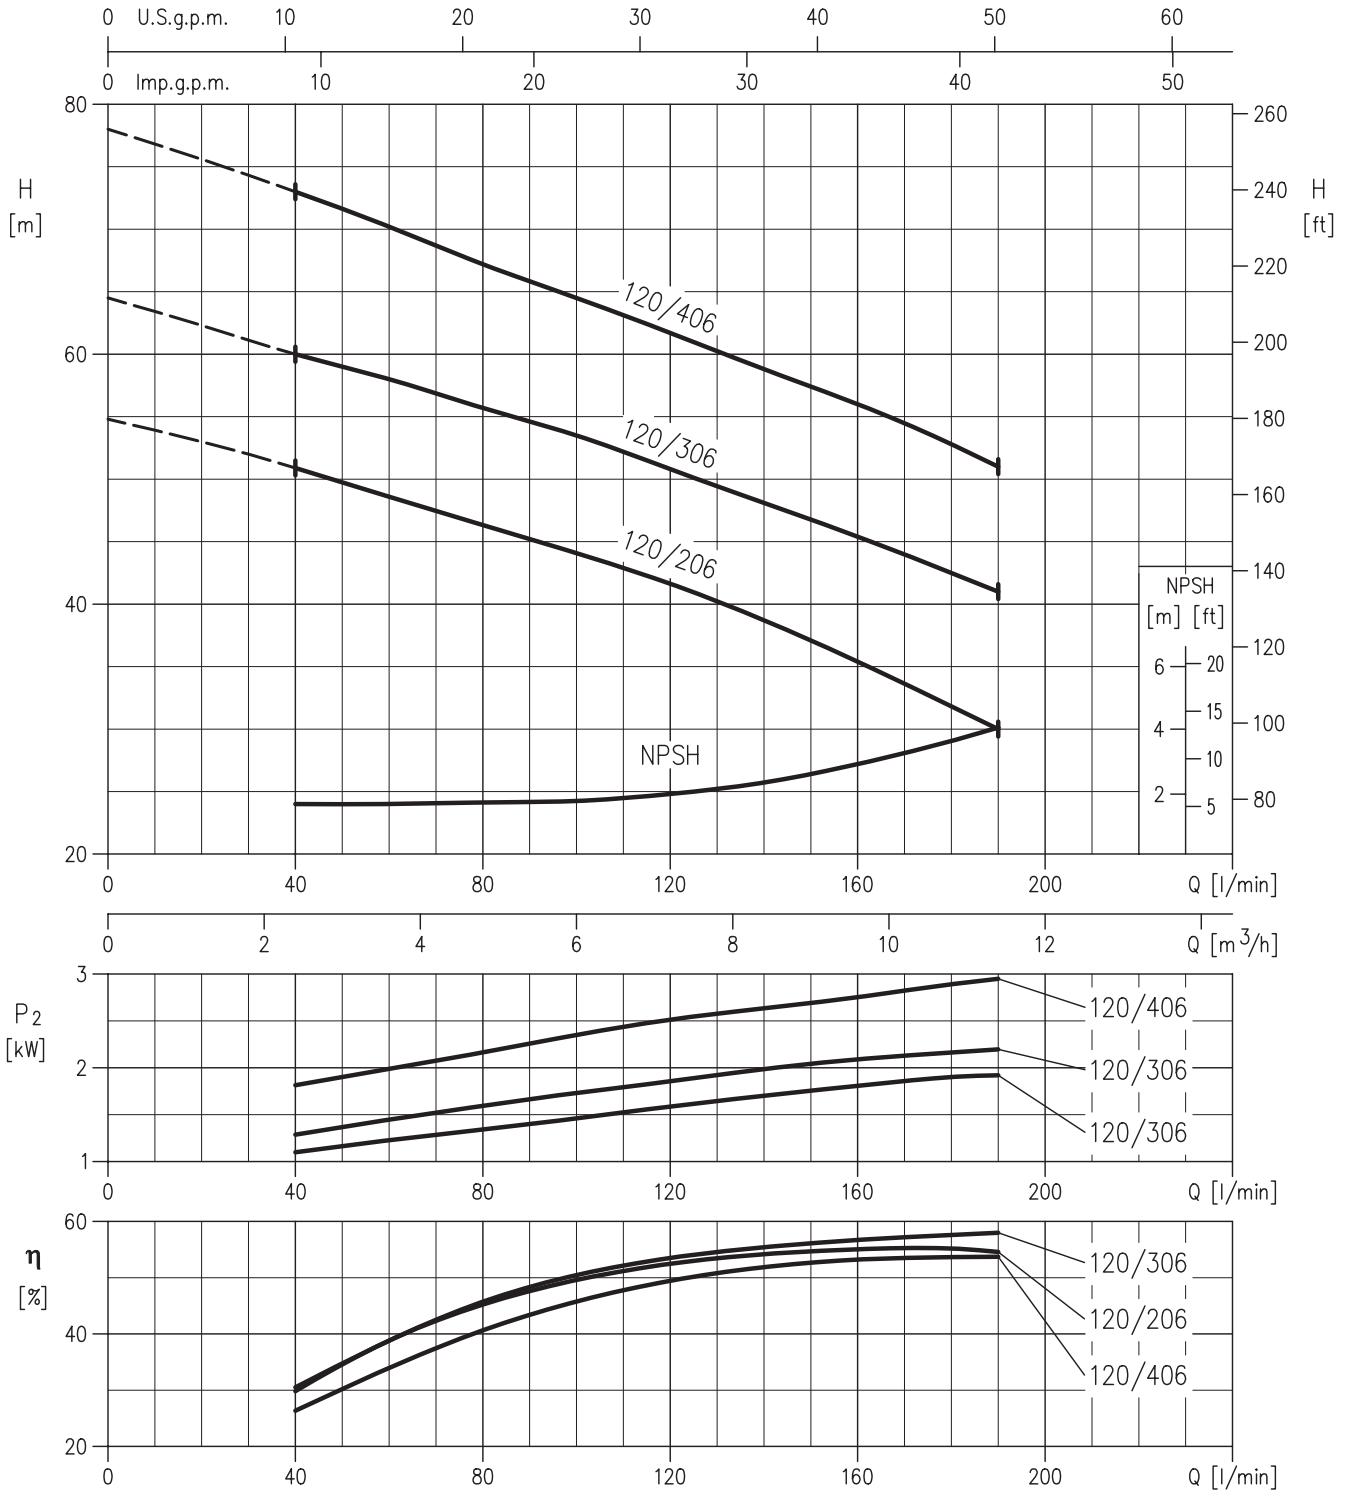 0 U.S.g.p.m. 10 20 30 40 50 60
0 Imp.g.p.m. 10 20 30 40 50
80 260
H 240 H
[m] [ft]
220
120/406
60 200
180
120/306
160
120/206
140
NPSH
40 [m] [ft]
120
6 20
15
4 100
NPSH 10
2 5 80
20
0 40 80 120 160 200 Q [l/min]
0 2 4 6 8 10 12 Q [m³/h]
3
P2 120/406
[kW]
2 120/306
120/306
1
0 40 80 120 160 200 Q [l/min]
60
η 120/306
[%]
120/206
40
120/406
20
0 40 80 120 160 200 Q [l/min]